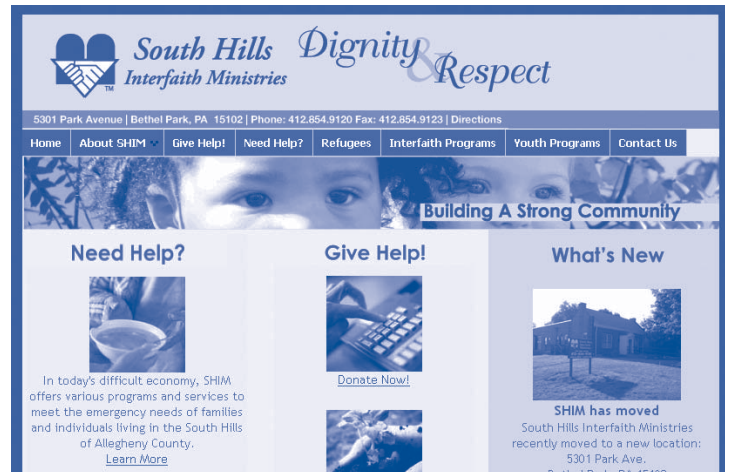 South Hills
Interfaith Ministries
TM
Dignity
& Respect
5301 Park Avenue | Bethel Park, PA 15102 | Phone: 412.854.9120 Fax: 412.854.9123 | Directions
Home About SHIM Give Help! Need Help? Refugees Interfaith Programs Youth Programs Contact Us
Building A Strong Community
Need Help?
In today's difficult economy, SHIM
offers various programs and services to
meet the emergency needs of families
and individuals living in the South Hills
of Allegheny County.
Learn More
Give Help!
Donate Now!
What's New
SHIM has moved
South Hills Interfaith Ministries
recently moved to a new location:
5301 Park Ave.